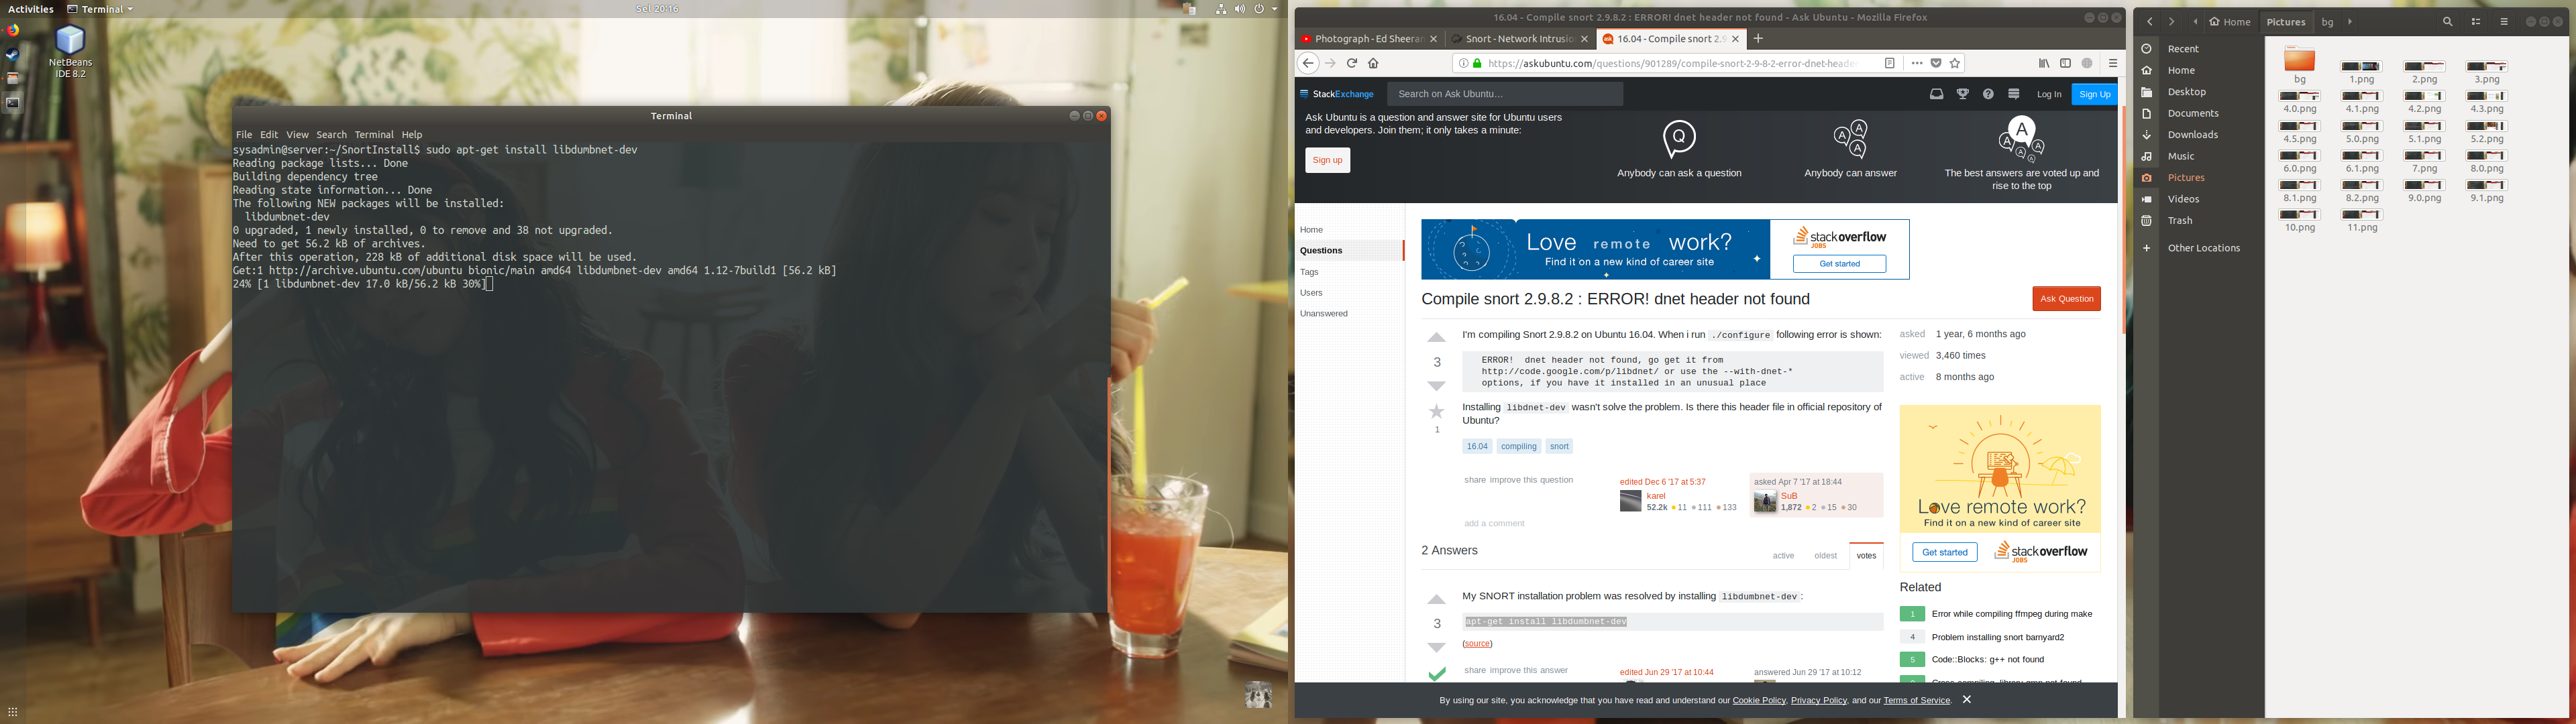 Activities
Terminal
Sel 20:16
NetBeans
IDE 8.2
Terminal
File Edit View Search Terminal Help
sysadmin@server:~/SnortInstall$ sudo apt-get install libdumbnet-dev
Reading package lists... Done
Building dependency tree
Reading state information... Done
The following NEW packages will be installed:
libdumbnet-dev
0 upgraded, 1 newly installed, 0 to remove and 38 not upgraded.
Need to get 56.2 kB of archives.
After this operation, 228 kB of additional disk space will be used.
Get:1 http://archive.ubuntu.com/ubuntu bionic/main amd64 libdumbnet-dev amd64 1.12-7build1 [56.2 kB]
24% [1 libdumbnet-dev 17.0 kB/56.2 kB 30%]
16.04 - Compile snort 2.9.8.2 : ERROR! dnet header not found - Ask Ubuntu - Mozilla Firefox
Photograph - Ed Sheeran
Snort - Network Intrusion
16.04 - Compile snort 2.9
https://askubuntu.com/questions/901289/compile-snort-2-9-8-2-error-dnet-header
StackExchange
Search on Ask Ubuntu…
Log In
Sign Up
Ask Ubuntu is a question and answer site for Ubuntu users
and developers. Join them; it only takes a minute:
Sign up
Q
A
A
A
A
Anybody can ask a question
Anybody can answer
The best answers are voted up and
rise to the top
Home
Questions
Tags
Users
Unanswered
Love remote work?
Find it on a new kind of career site
stackoverflow
JOBS
Get started
Compile snort 2.9.8.2 : ERROR! dnet header not found
Ask Question
3
I'm compiling Snort 2.9.8.2 on Ubuntu 16.04. When i run ./configure following error is shown:
ERROR! dnet header not found, go get it from
http://code.google.com/p/libdnet/ or use the --with-dnet-*
options, if you have it installed in an unusual place
1
Installing libdnet-dev wasn't solve the problem. Is there this header file in official repository of
Ubuntu?
16.04 compiling snort
share improve this question
edited Dec 6 '17 at 5:37
karel
52.2k 11 111 133
asked Apr 7 '17 at 18:44
SuB
1,872 2 15 30
add a comment
asked 1 year, 6 months ago
viewed 3,460 times
active 8 months ago
Love remote work?
Find it on a new kind of career site
Get started
stackoverflow
JOBS
2 Answers
active oldest votes
3
My SNORT installation problem was resolved by installing libdumbnet-dev :
apt-get install libdumbnet-dev
(source)
share improve this answer
edited Jun 29 '17 at 10:44
answered Jun 29 '17 at 10:12
Related
1 Error while compiling ffmpeg during make
4 Problem installing snort barnyard2
5 Code::Blocks: g++ not found
By using our site, you acknowledge that you have read and understand our Cookie Policy, Privacy Policy, and our Terms of Service.
Home
Pictures
bg
Recent
Home
Desktop
Documents
Downloads
Music
Pictures
Videos
Trash
Other Locations
bg 1.png 2.png 3.png
4.0.png 4.1.png 4.2.png 4.3.png
4.5.png 5.0.png 5.1.png 5.2.png
6.0.png 6.1.png 7.png 8.0.png
8.1.png 8.2.png 9.0.png 9.1.png
10.png 11.png